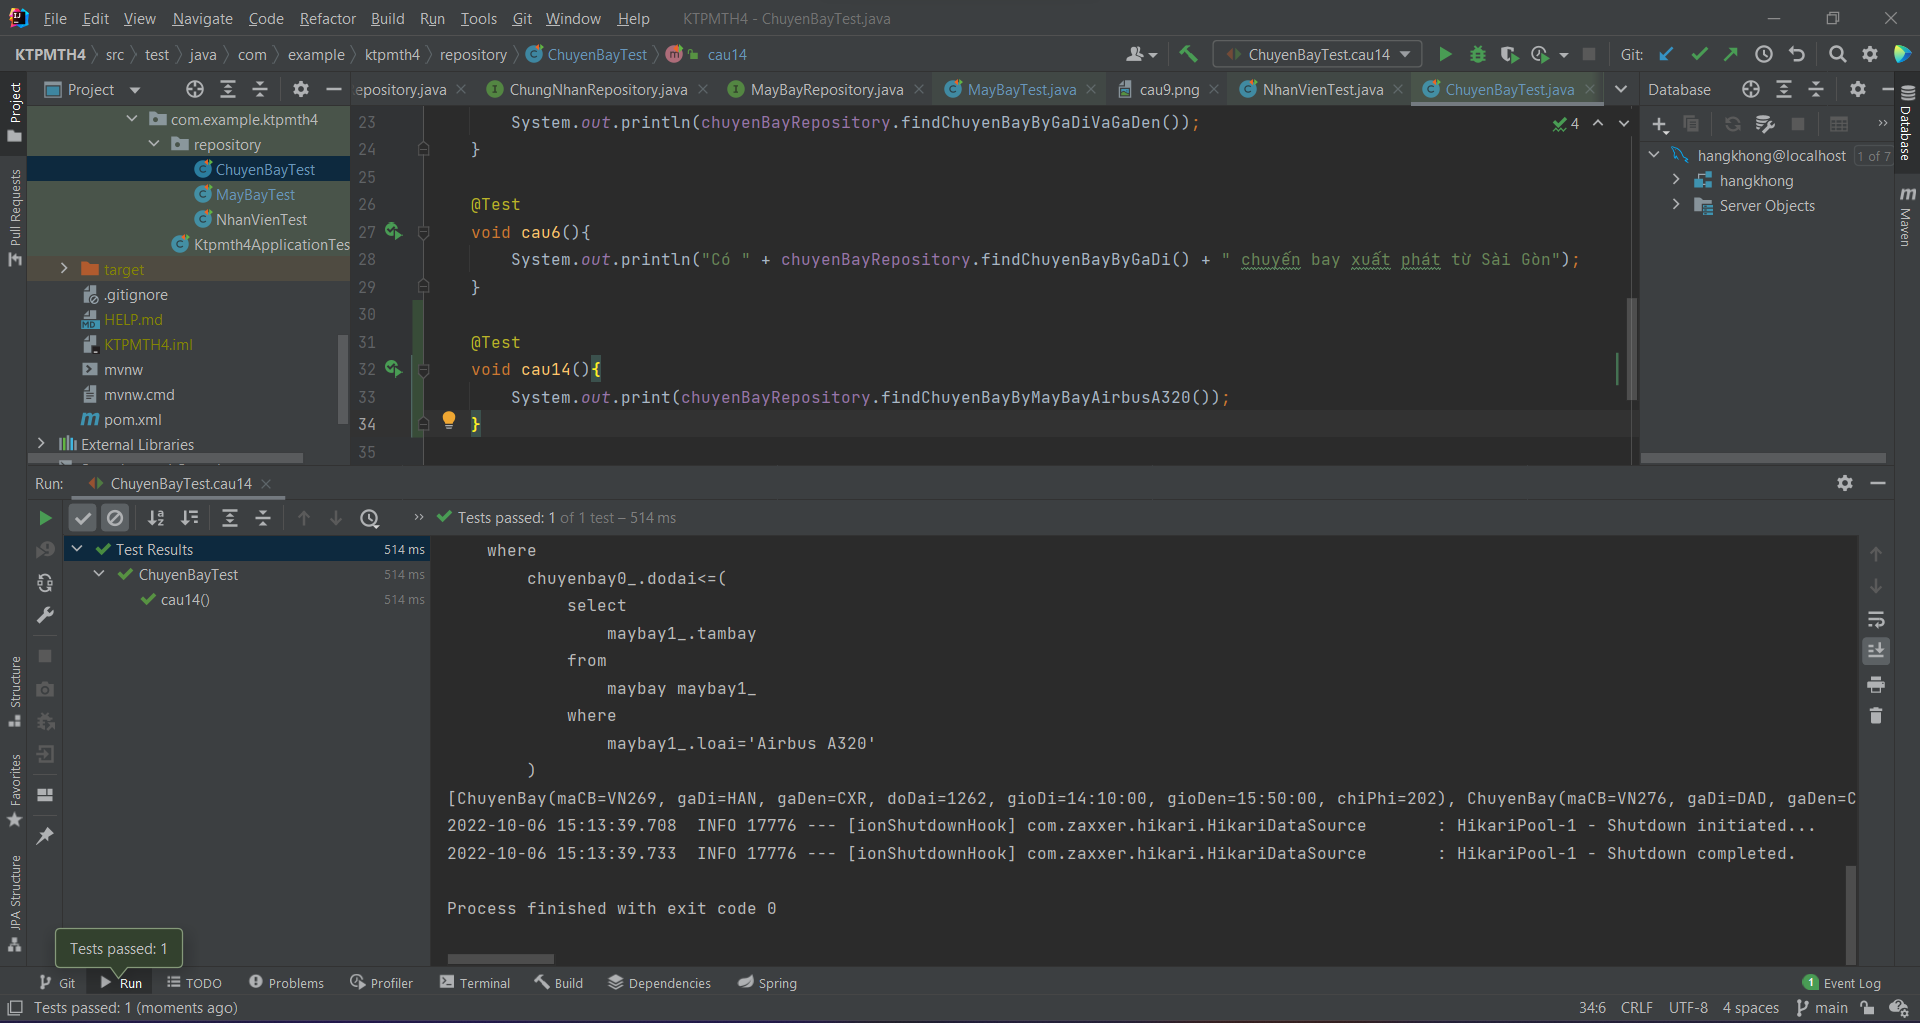 File Edit View Navigate Code Refactor Build Run Tools Git Window Help KTPMTH4 - ChuyenBayTest.java
KTPMTH4 src test java com example ktpmth4 repository ChuyenBayTest m cau14 ChuyenBayTest.cau14 Git:
Project epository.java ChungNhanRepository.java MayBayRepository.java MayBayTest.java cau9.png NhanVienTest.java ChuyenBayTest.java Database
com.example.ktpmth4
repository
ChuyenBayTest
MayBayTest
NhanVienTest
Ktpmth4ApplicationTes
target
.gitignore
HELP.md
KTPMTH4.iml
mvnw
mvnw.cmd
pom.xml
External Libraries
23 System.out.println(chuyenBayRepository.findChuyenBayByGaDiVaGaDen());
24 }
25
26 @Test
27 void cau6(){
28 System.out.println("Có " + chuyenBayRepository.findChuyenBayByGaDi() + " chuyến bay xuất phát từ Sài Gòn");
29 }
30
31 @Test
32 void cau14(){
33 System.out.print(chuyenBayRepository.findChuyenBayByMayBayAirbusA320());
34 }
35
4
hangkhong@localhost 1 of 7
hangkhong
Server Objects
Project
Pull Requests
Structure
Favorites
JPA Structure
Database
Maven
Run: ChuyenBayTest.cau14
Tests passed: 1 of 1 test – 514 ms
Test Results 514 ms
ChuyenBayTest 514 ms
cau14() 514 ms
where
chuyenbay0_.dodai<=(
select
maybay1_.tambay
from
maybay maybay1_
where
maybay1_.loai='Airbus A320'
)
[ChuyenBay(maCB=VN269, gaDi=HAN, gaDen=CXR, doDai=1262, gioDi=14:10:00, gioDen=15:50:00, chiPhi=202), ChuyenBay(maCB=VN276, gaDi=DAD, gaDen=C
2022-10-06 15:13:39.708 INFO 17776 --- [ionShutdownHook] com.zaxxer.hikari.HikariDataSource : HikariPool-1 - Shutdown initiated...
2022-10-06 15:13:39.733 INFO 17776 --- [ionShutdownHook] com.zaxxer.hikari.HikariDataSource : HikariPool-1 - Shutdown completed.
Process finished with exit code 0
Tests passed: 1
Git Run TODO Problems Profiler Terminal Build Dependencies Spring 1 Event Log
Tests passed: 1 (moments ago) 34:6 CRLF UTF-8 4 spaces main